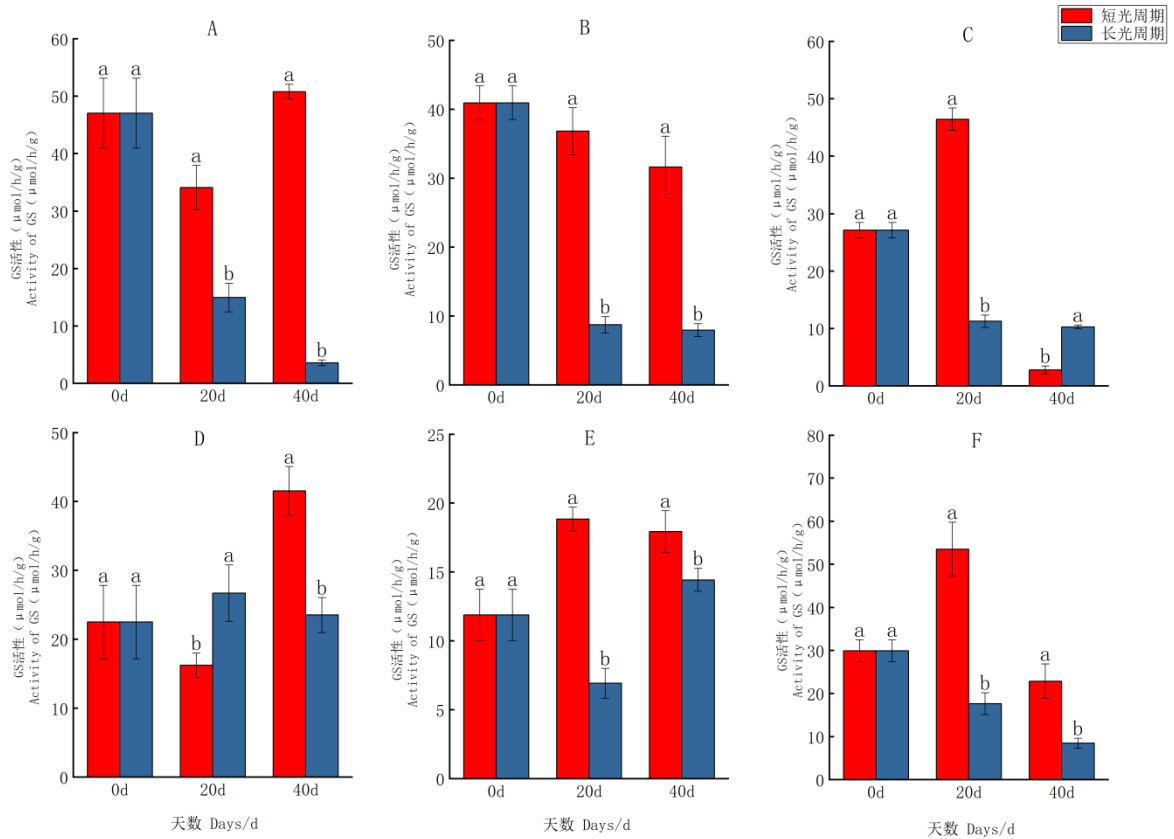 短光周期
长光周期
A
GS活性（μmol/h/g）
Activity of GS（μmol/h/g）
60
50
40
30
20
10
0
a a
a
b
a
b
0d 20d 40d
B
GS活性（μmol/h/g）
Activity of GS（μmol/h/g）
50
40
30
20
10
0
a a
a
b
a
b
0d 20d 40d
C
GS活性（μmol/h/g）
Activity of GS（μmol/h/g）
60
50
40
30
20
10
0
a a
a
b
b
a
0d 20d 40d
D
GS活性（μmol/h/g）
Activity of GS（μmol/h/g）
50
40
30
20
10
0
a a
b
a
a
b
0d 20d 40d
天数 Days/d
E
GS活性（μmol/h/g）
Activity of GS（μmol/h/g）
25
20
15
10
5
0
a a
a
b
a
b
0d 20d 40d
天数 Days/d
F
GS活性（μmol/h/g）
Activity of GS（μmol/h/g）
80
70
60
50
40
30
20
10
0
a a
a
b
a
b
0d 20d 40d
天数 Days/d